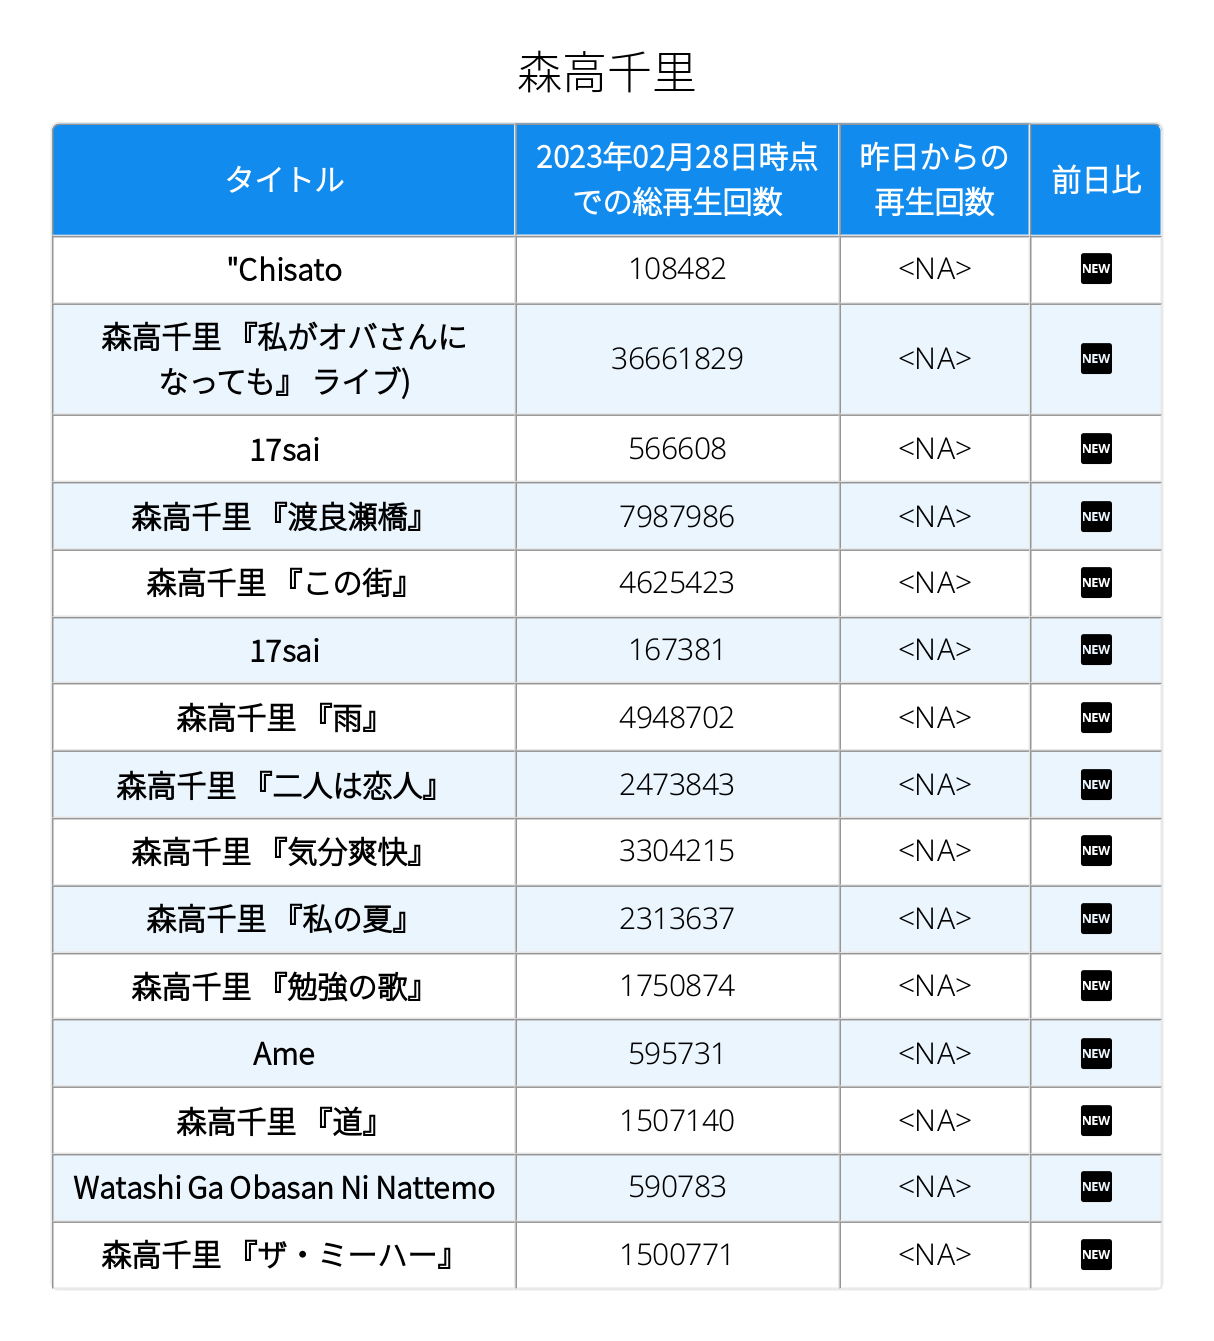 森高千里
タイトル
2023年02月28日時点
での総再生回数
昨日からの
再生回数
前日比
"Chisato
108482
<NA>
NEW
森高千里 『私がオバさんに
なっても』 ライブ)
36661829
<NA>
NEW
17sai
566608
<NA>
NEW
森高千里 『渡良瀬橋』
7987986
<NA>
NEW
森高千里 『この街』
4625423
<NA>
NEW
17sai
167381
<NA>
NEW
森高千里 『雨』
4948702
<NA>
NEW
森高千里 『二人は恋人』
2473843
<NA>
NEW
森高千里 『気分爽快』
3304215
<NA>
NEW
森高千里 『私の夏』
2313637
<NA>
NEW
森高千里 『勉強の歌』
1750874
<NA>
NEW
Ame
595731
<NA>
NEW
森高千里 『道』
1507140
<NA>
NEW
Watashi Ga Obasan Ni Nattemo
590783
<NA>
NEW
森高千里 『ザ・ミーハー』
1500771
<NA>
NEW